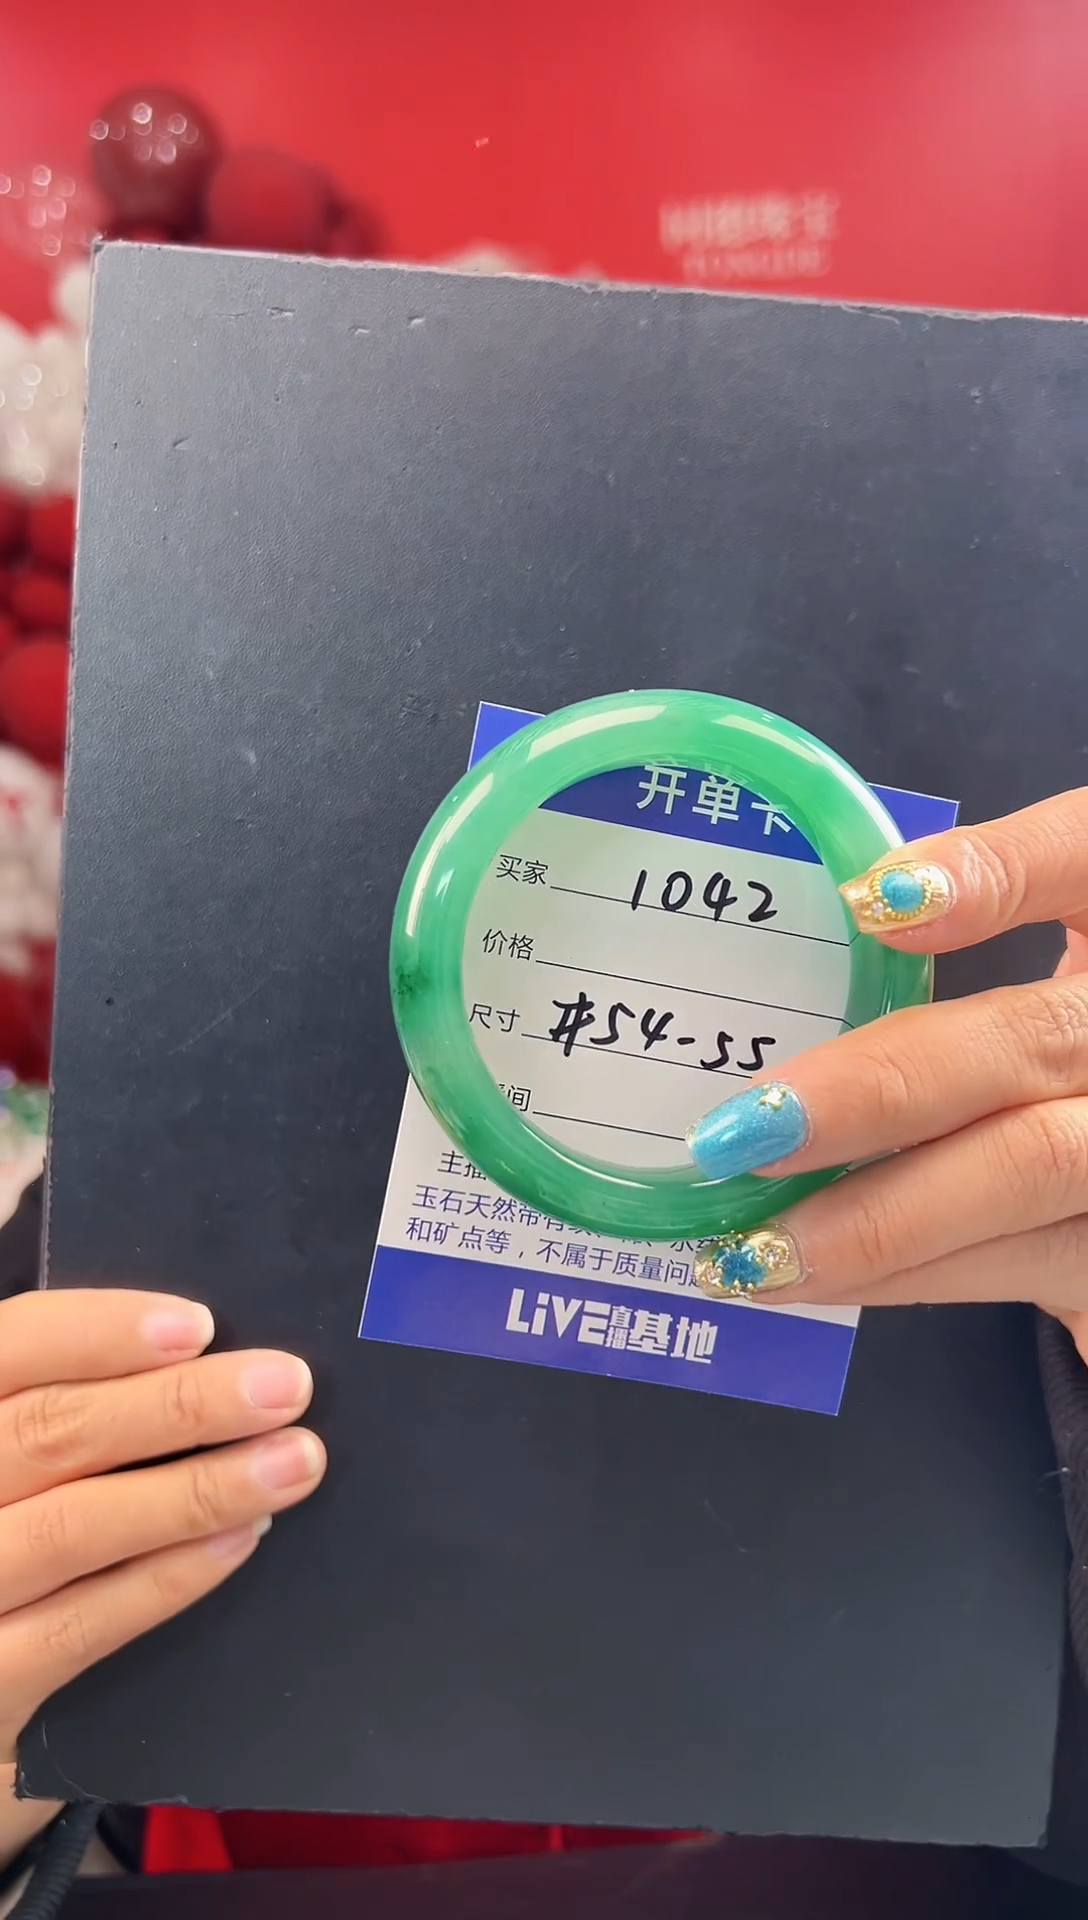 开单卡
买家 1042
价格
尺寸 #54-55
间
主播
玉石天然带有
和矿点等，不属于质量问题
LiVE直播基地